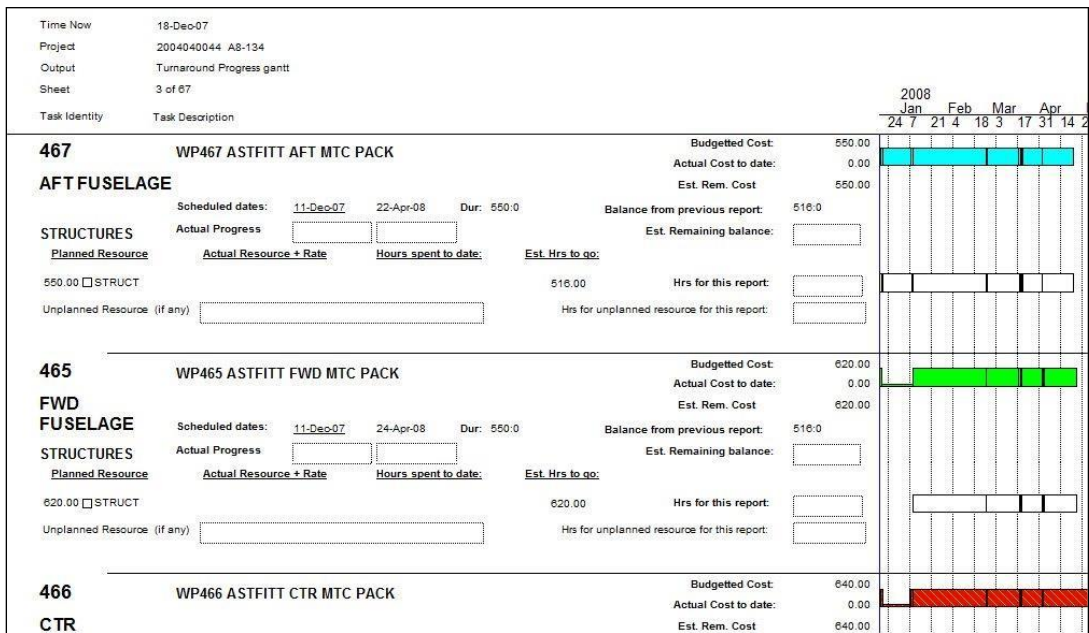 Time Now 18-Dec-07
Project 2004040044 A8-134
Output Turnaround Progress gantt
Sheet 3 of 67
2008
Jan Feb Mar Apr
Task Identity Task Description
24 7 21 4 18 3 17 31 14 2
467 WP467 ASTFITT AFT MTC PACK Budgetted Cost: 550.00
Actual Cost to date: 0.00
AFT FUSELAGE Est. Rem. Cost 550.00
Scheduled dates: 11-Dec-07 22-Apr-08 Dur: 550:0 Balance from previous report: 516:0
STRUCTURES Actual Progress Est. Remaining balance:
Planned Resource Actual Resource + Rate Hours spent to date: Est. Hrs to go:
550.00 STRUCT 516.00 Hrs for this report:
Unplanned Resource (if any) Hrs for unplanned resource for this report:
465 WP465 ASTFITT FWD MTC PACK Budgetted Cost: 620.00
Actual Cost to date: 0.00
FWD Est. Rem. Cost 620.00
FUSELAGE Scheduled dates: 11-Dec-07 24-Apr-08 Dur: 550:0 Balance from previous report: 516:0
STRUCTURES Actual Progress Est. Remaining balance:
Planned Resource Actual Resource + Rate Hours spent to date: Est. Hrs to go:
620.00 STRUCT 620.00 Hrs for this report:
Unplanned Resource (if any) Hrs for unplanned resource for this report:
466 WP466 ASTFITT CTR MTC PACK Budgetted Cost: 640.00
Actual Cost to date: 0.00
CTR Est. Rem. Cost 640.00